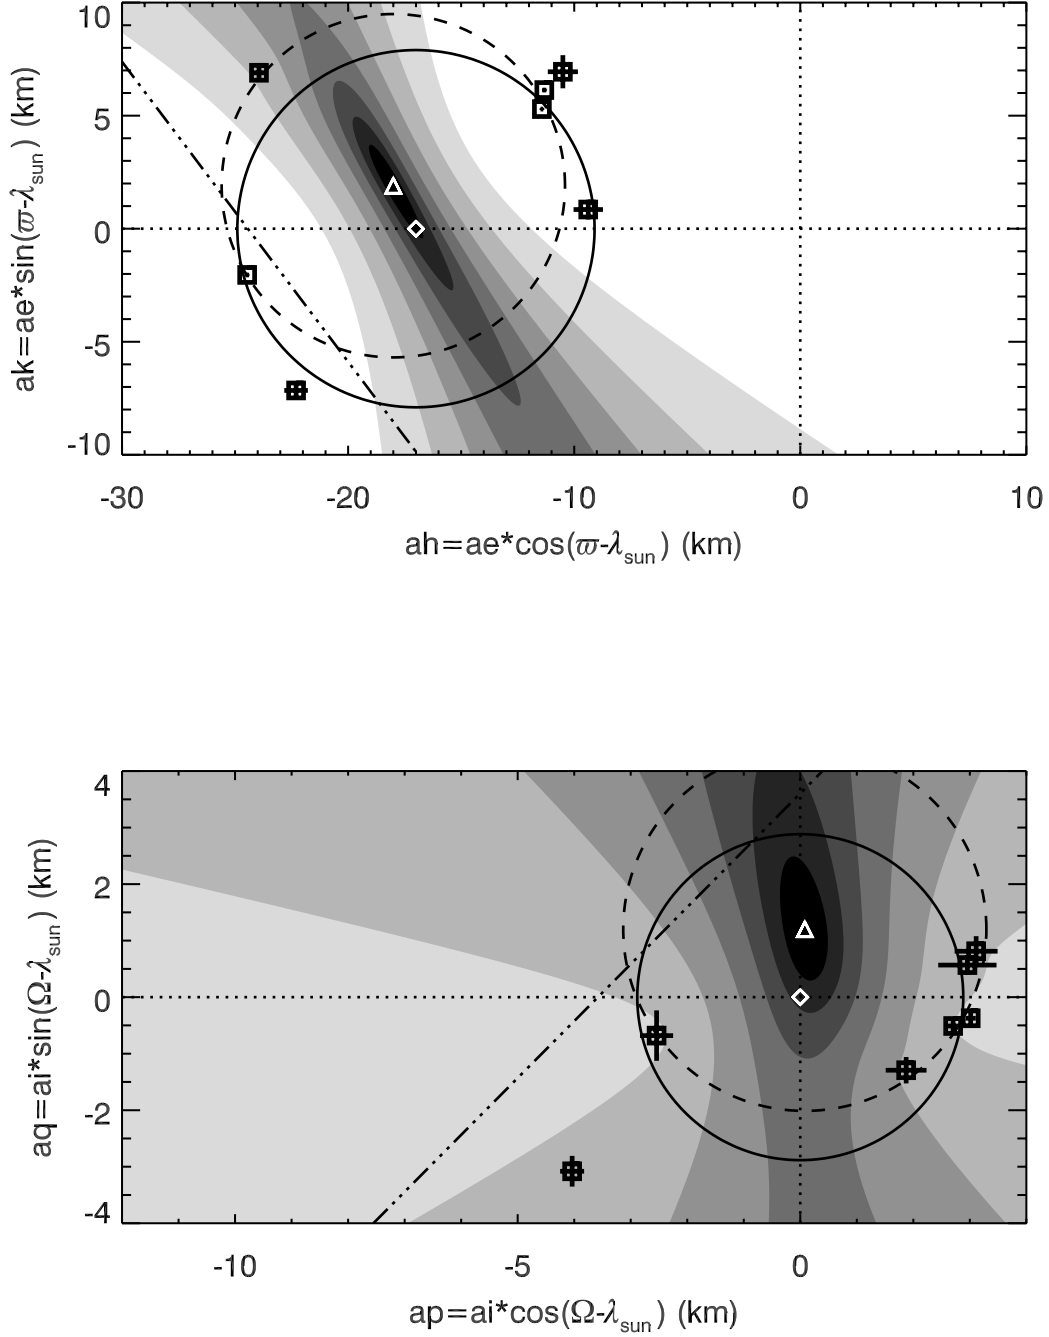 10
5
0
-5
-10
ak=ae*sin(ϖ-λsun) (km)
-30 -20 -10 0 10
ah=ae*cos(ϖ-λsun) (km)
4
2
0
-2
-4
aq=ai*sin(Ω-λsun) (km)
-10 -5 0
ap=ai*cos(Ω-λsun) (km)